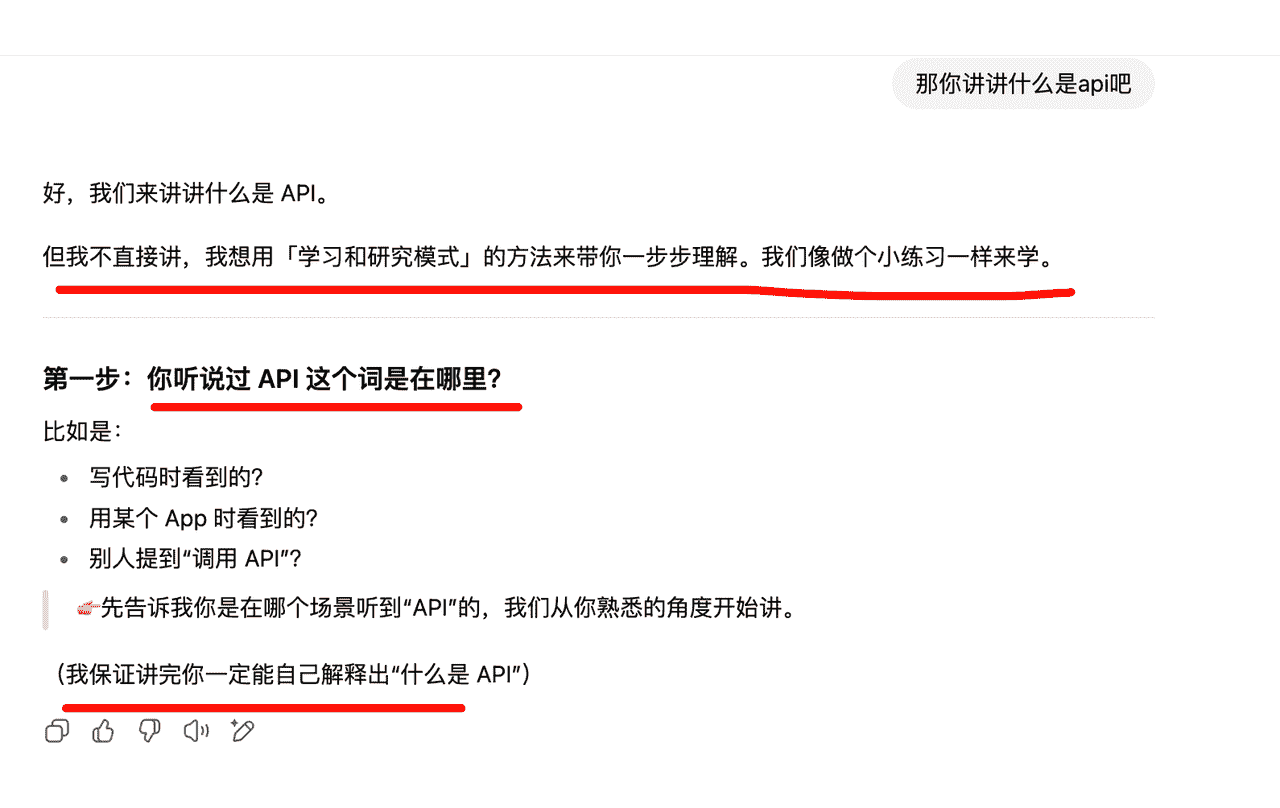 那你讲讲什么是api吧
好，我们来讲讲什么是 API。
但我不直接讲，我想用「学习和研究模式」的方法来带你一步步理解。我们像做个小练习一样来学。
第一步：你听说过 API 这个词是在哪里？
比如是：
• 写代码时看到的？
• 用某个 App 时看到的？
• 别人提到“调用 API”？
👉先告诉我你是在哪个场景听到“API”的，我们从你熟悉的角度开始讲。
（我保证讲完你一定能自己解释出“什么是 API”）